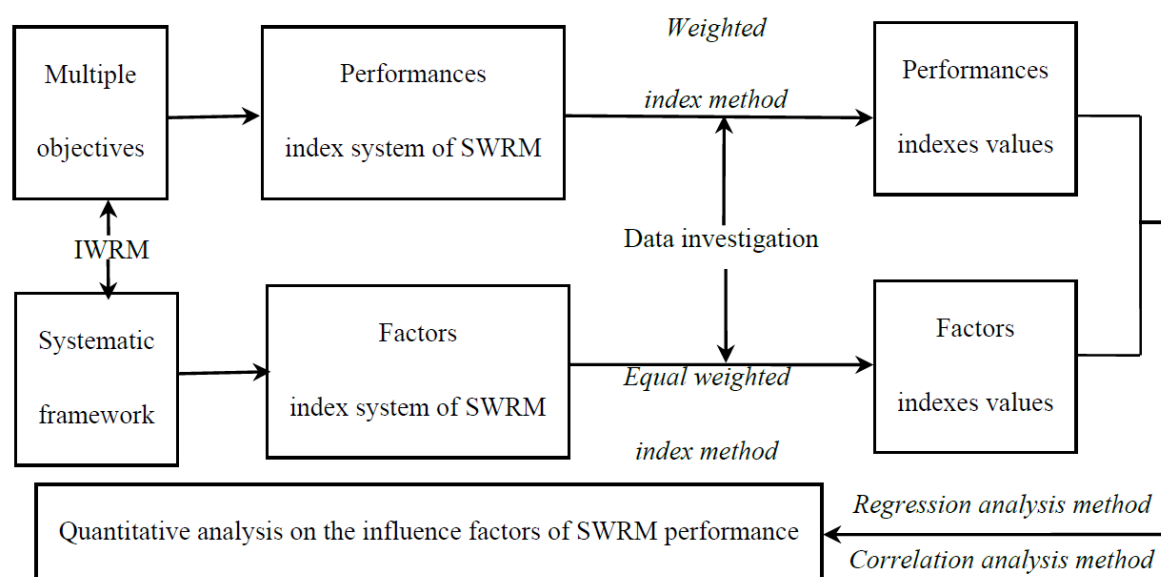 Multiple
objectives
Performances
index system of SWRM
Weighted
index method
Performances
indexes values
IWRM
Data investigation
Systematic
framework
Factors
index system of SWRM
Equal weighted
index method
Factors
indexes values
Quantitative analysis on the influence factors of SWRM performance
Regression analysis method
Correlation analysis method